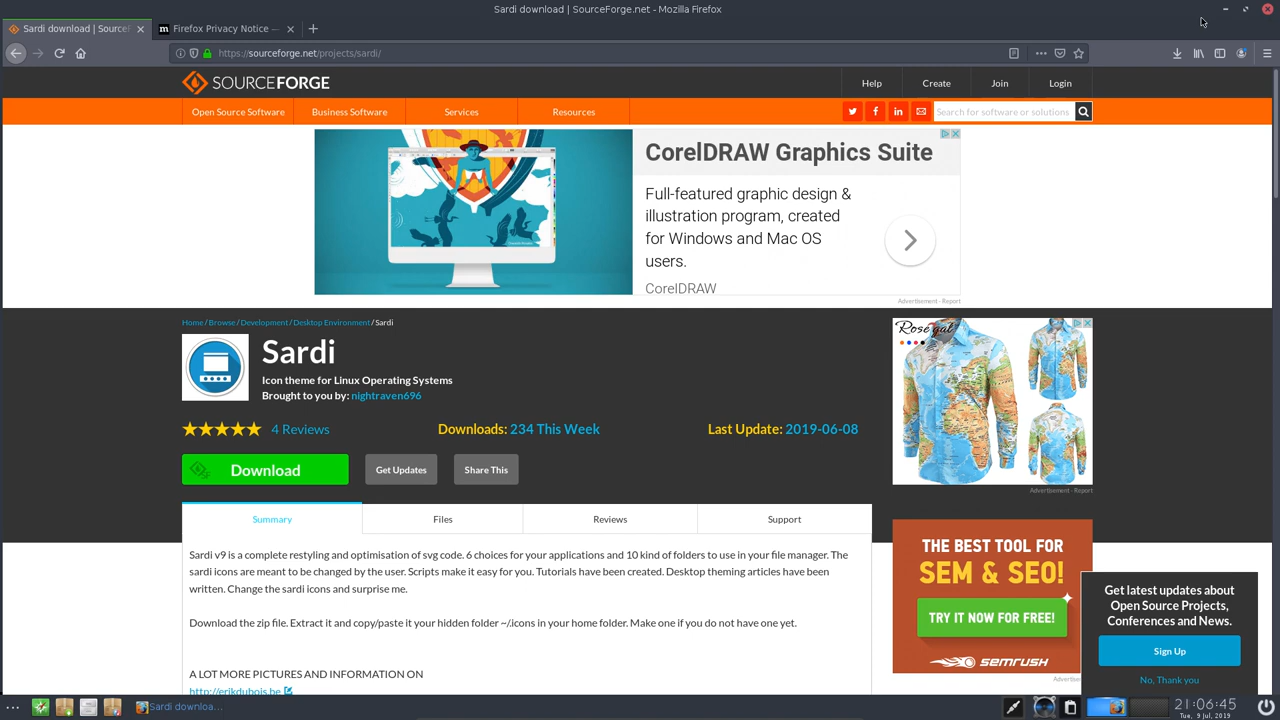 Sardi download | SourceForge.net - Mozilla Firefox
Sardi download | SourceF
Firefox Privacy Notice —
https://sourceforge.net/projects/sardi/
SOURCEFORGE
Help
Create
Join
Login
Open Source Software
Business Software
Services
Resources
Search for software or solutions
CorelDRAW Graphics Suite
Full-featured graphic design &
illustration program, created
for Windows and Mac OS
users.
CorelDRAW
Advertisement - Report
Home / Browse / Development / Desktop Environment / Sardi
Sardi
Icon theme for Linux Operating Systems
Brought to you by: nightraven696
4 Reviews
Downloads: 234 This Week
Last Update: 2019-06-08
Download
Get Updates
Share This
Rosegal
Advertisement - Report
Summary
Files
Reviews
Support
Sardi v9 is a complete restyling and optimisation of svg code. 6 choices for your applications and 10 kind of folders to use in your file manager. The
sardi icons are meant to be changed by the user. Scripts make it easy for you. Tutorials have been created. Desktop theming articles have been
written. Change the sardi icons and surprise me.
Download the zip file. Extract it and copy/paste it your hidden folder ~/.icons in your home folder. Make one if you do not have one yet.
A LOT MORE PICTURES AND INFORMATION ON
http://erikdubois.be
THE BEST TOOL FOR
SEM & SEO!
TRY IT NOW FOR FREE!
SEMRUSH
Advertise
Get latest updates about
Open Source Projects,
Conferences and News.
Sign Up
No, Thank you
Sardi downloa...
21:06:45
Tue, 9 jul, 2019